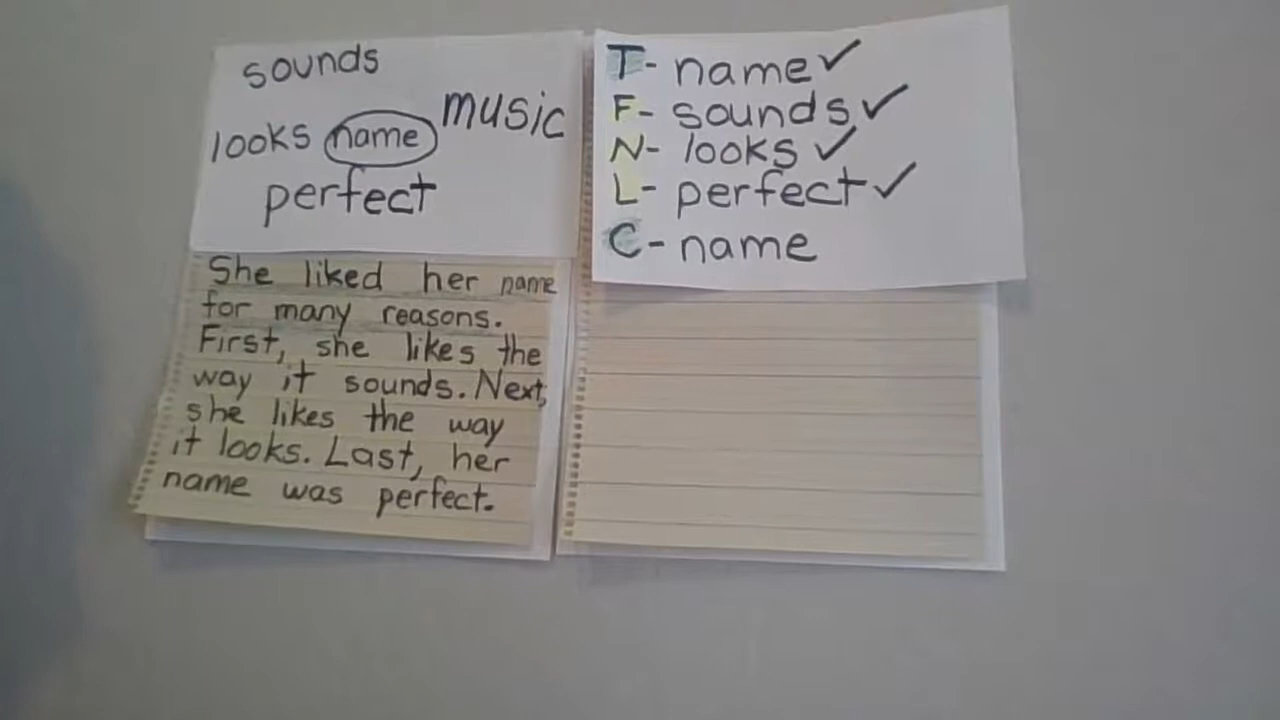 sounds
music
looks name
perfect
She liked her name
for many reasons.
First, she likes the
way it sounds. Next,
she likes the way
it looks. Last, her
name was perfect.
T- name ✓
F- sounds ✓
N- looks ✓
L- perfect ✓
C- name